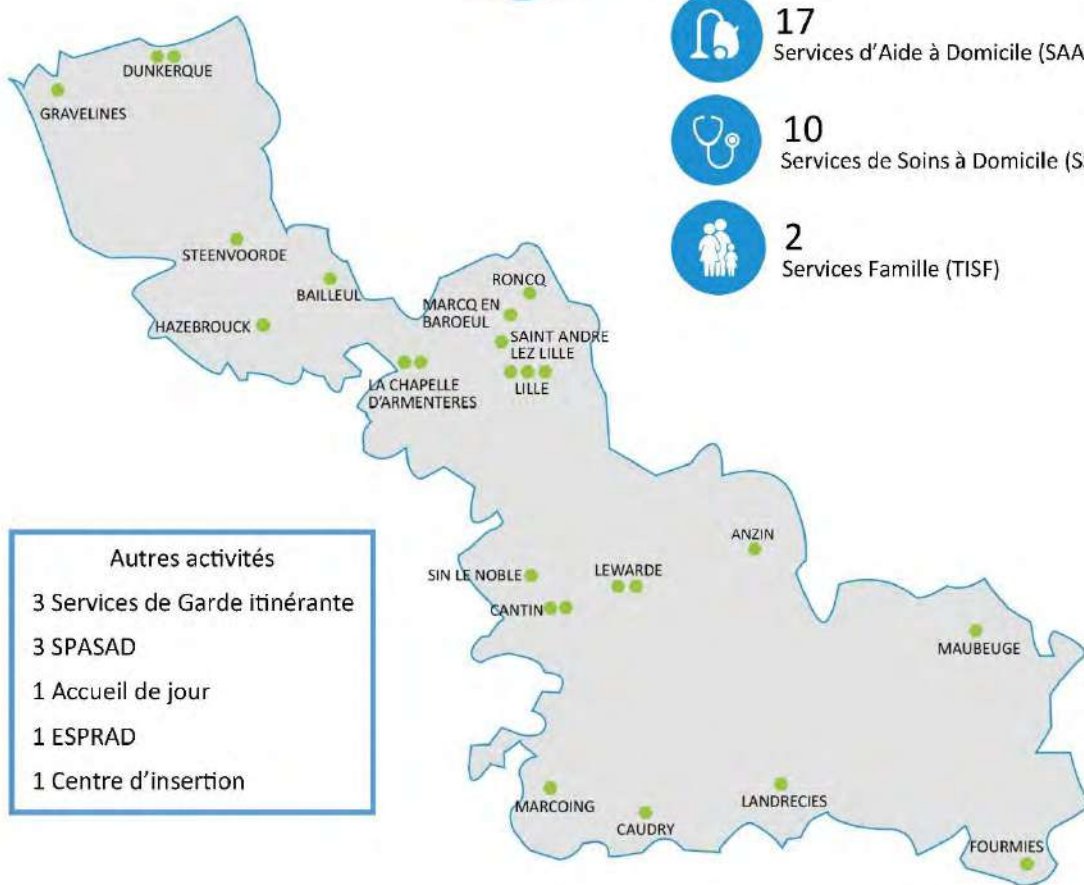 17
Services d'Aide à Domicile (SAA
10
Services de Soins à Domicile (S
2
Services Famille (TISF)
DUNKERQUE
GRAVELINES
STEENVOORDE
BAILLEUL
HAZEBROUCK
RONCQ
MARCQ EN
BAROEUL
SAINT ANDRE
LEZ LILLE
LILLE
LA CHAPELLE
D'ARMENTERES
ANZIN
SIN LE NOBLE
LEWARDE
CANTIN
MAUBEUGE
MARCOING
CAUDRY
LANDRECIES
FOURMIES
Autres activités
3 Services de Garde itinérante
3 SPASAD
1 Accueil de jour
1 ESPRAD
1 Centre d'insertion